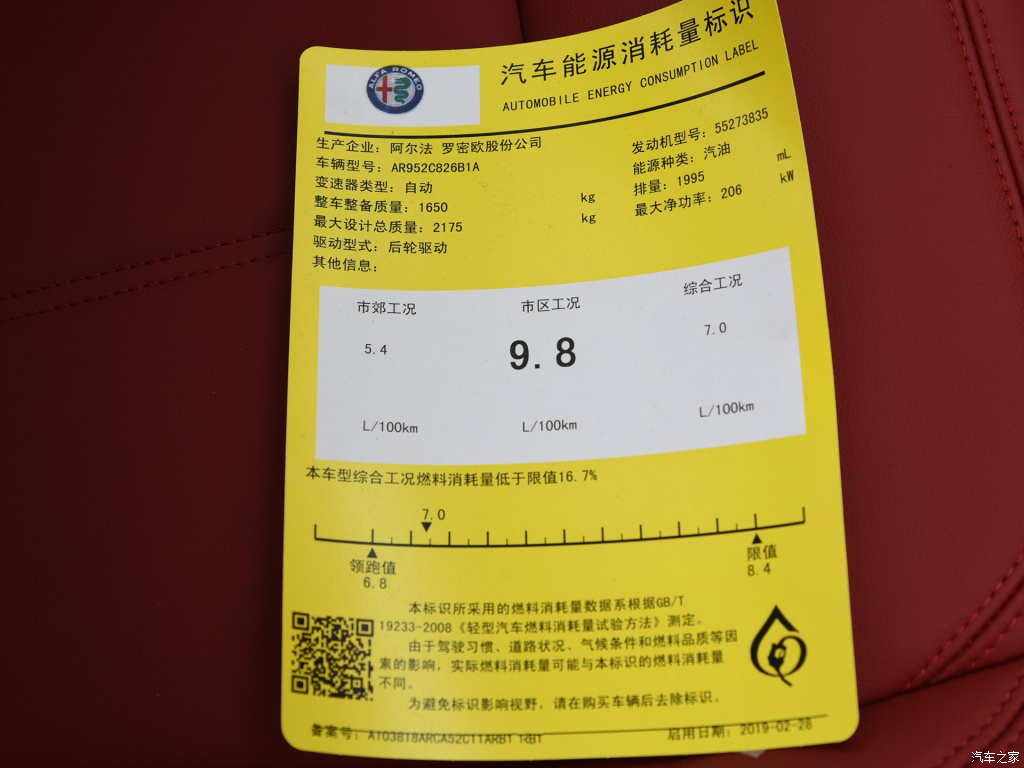 汽车能源消耗量标识
AUTOMOBILE ENERGY CONSUMPTION LABEL
ALFA ROMEO
生产企业：阿尔法 罗密欧股份公司
车辆型号：AR952C826B1A
变速器类型：自动
整车整备质量：1650 kg
最大设计总质量：2175 kg
驱动型式：后轮驱动
其他信息：
发动机型号：55273835
能源种类：汽油
排量：1995 mL
最大净功率：206 kW
市郊工况 市区工况 综合工况
5.4 9.8 7.0
L/100km L/100km L/100km
本车型综合工况燃料消耗量低于限值16.7%
7.0
领跑值 限值
6.8 8.4
本标识所采用的燃料消耗量数据系根据GB/T
19233-2008《轻型汽车燃料消耗量试验方法》测定。
由于驾驶习惯、道路状况、气候条件和燃料品质等因
素的影响，实际燃料消耗量可能与本标识的燃料消耗量
不同。
为避免标识影响视野，请在购买车辆后去除标识。
备案号：
启用日期：2019-02-28
汽车之家